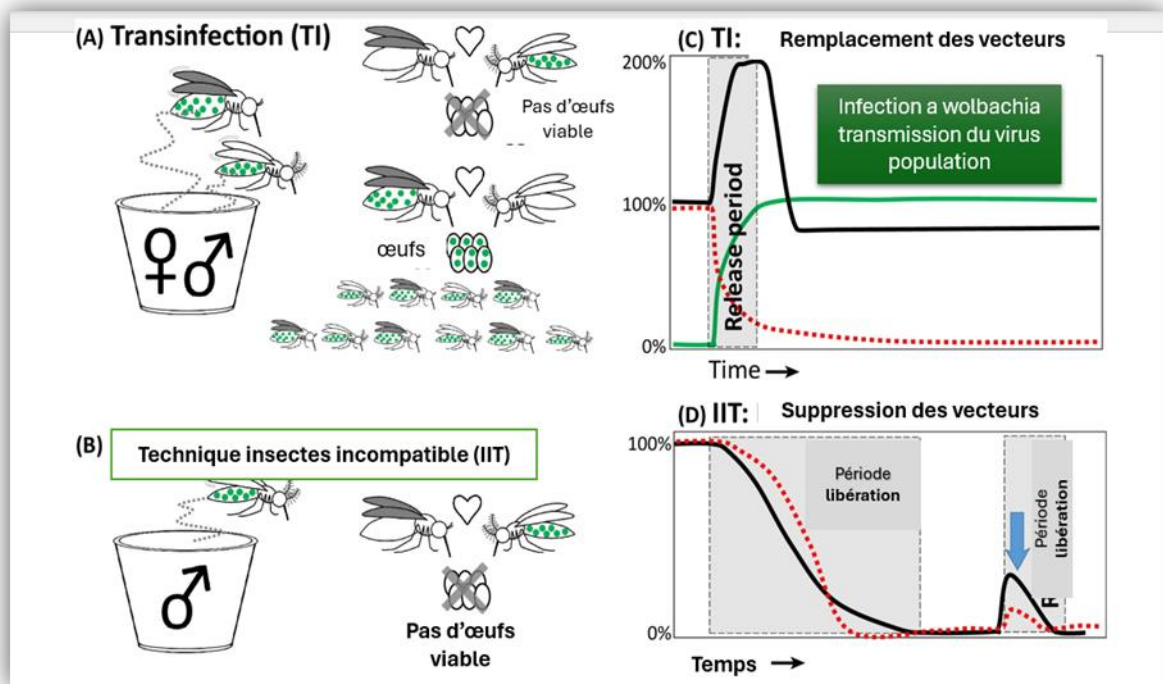 (A) Transinfection (TI)
Pas d'œufs
viable
œufs
(B)
Technique insectes incompatible (IIT)
Pas d'œufs
viable
(C) TI: Remplacement des vecteurs
200%
100%
0%
Release period
Infection a wolbachia
transmission du virus
population
Time
(D) IIT: Suppression des vecteurs
100%
0%
Période
libération
Période
libération
Temps